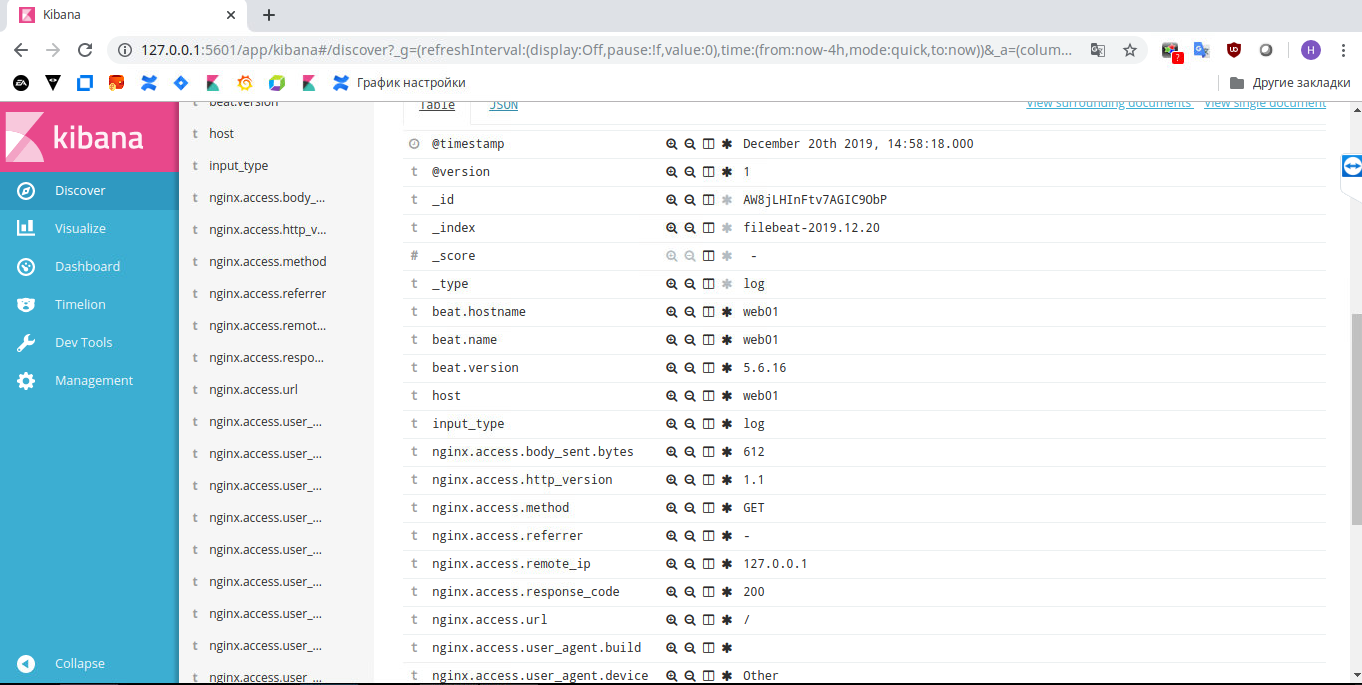 Kibana
127.0.0.1:5601/app/kibana#/discover?_g=(refreshInterval:(display:Off,pause:!f,value:0),time:(from:now-4h,mode:quick,to:now))&_a=(colum...
?
H
EA
График настройки
Другие закладки
kibana
Discover
Visualize
Dashboard
Timelion
Dev Tools
Management
Collapse
beat.version
t host
t input_type
t nginx.access.body_...
t nginx.access.http_v...
t nginx.access.method
t nginx.access.referrer
t nginx.access.remot...
t nginx.access.respo...
t nginx.access.url
t nginx.access.user_...
t nginx.access.user_...
t nginx.access.user_...
t nginx.access.user_...
t nginx.access.user_...
t nginx.access.user_...
t nginx.access.user_...
t nginx.access.user_...
t nginx.access.user_...
Table JSON View surrounding documents View single document
@timestamp December 20th 2019, 14:58:18.000
t @version 1
t _id AW8jLHInFtv7AGIC9ObP
t _index filebeat-2019.12.20
# _score -
t _type log
t beat.hostname web01
t beat.name web01
t beat.version 5.6.16
t host web01
t input_type log
t nginx.access.body_sent.bytes 612
t nginx.access.http_version 1.1
t nginx.access.method GET
t nginx.access.referrer -
t nginx.access.remote_ip 127.0.0.1
t nginx.access.response_code 200
t nginx.access.url /
t nginx.access.user_agent.build
t nginx.access.user_agent.device Other